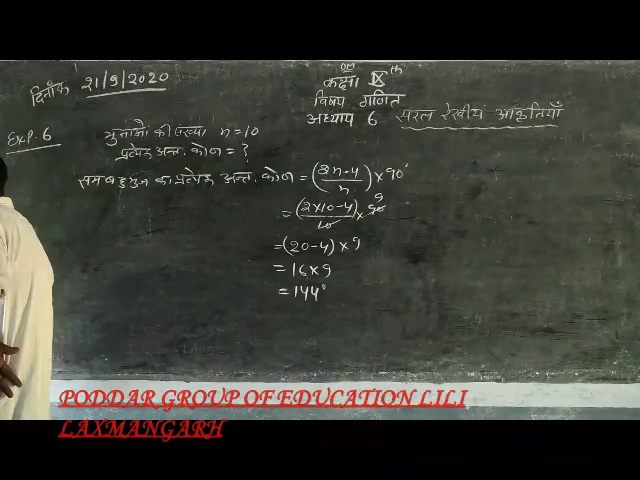 दिनाँक 21/9/2020
ॐ
कक्षा IXth
विषय गणित
अध्याय 6 सरल रेखीय आकृतियाँ
Exp. 6
भुजाओं की संख्या n = 10
प्रत्येक अन्त. कोण = ?
समबहुभुज का प्रत्येक अन्त. कोण = (2n-4/n) × 90°
= (2×10-4)/10 × 90 9
= (20-4) × 9
= 16 × 9
= 144°
PODDAR GROUP OF EDUCATION LILI
LAXMANGARH